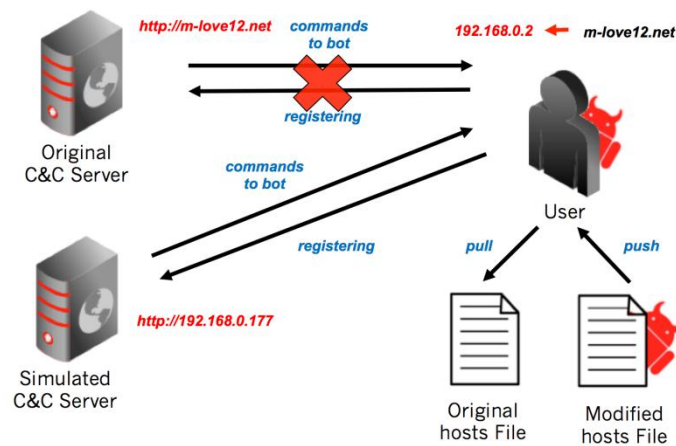 http://m-love12.net
commands
to bot
192.168.0.2
m-love12.net
registering
Original
C&C Server
commands
to bot
User
registering
pull
push
http://192.168.0.177
Simulated
C&C Server
Original
hosts File
Modified
hosts File